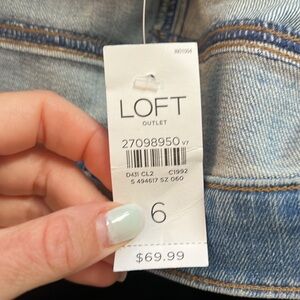 LOFT
OUTLET
27098950 V7
D431 CL2 C1992
S 494617 SZ 060
6
$69.99